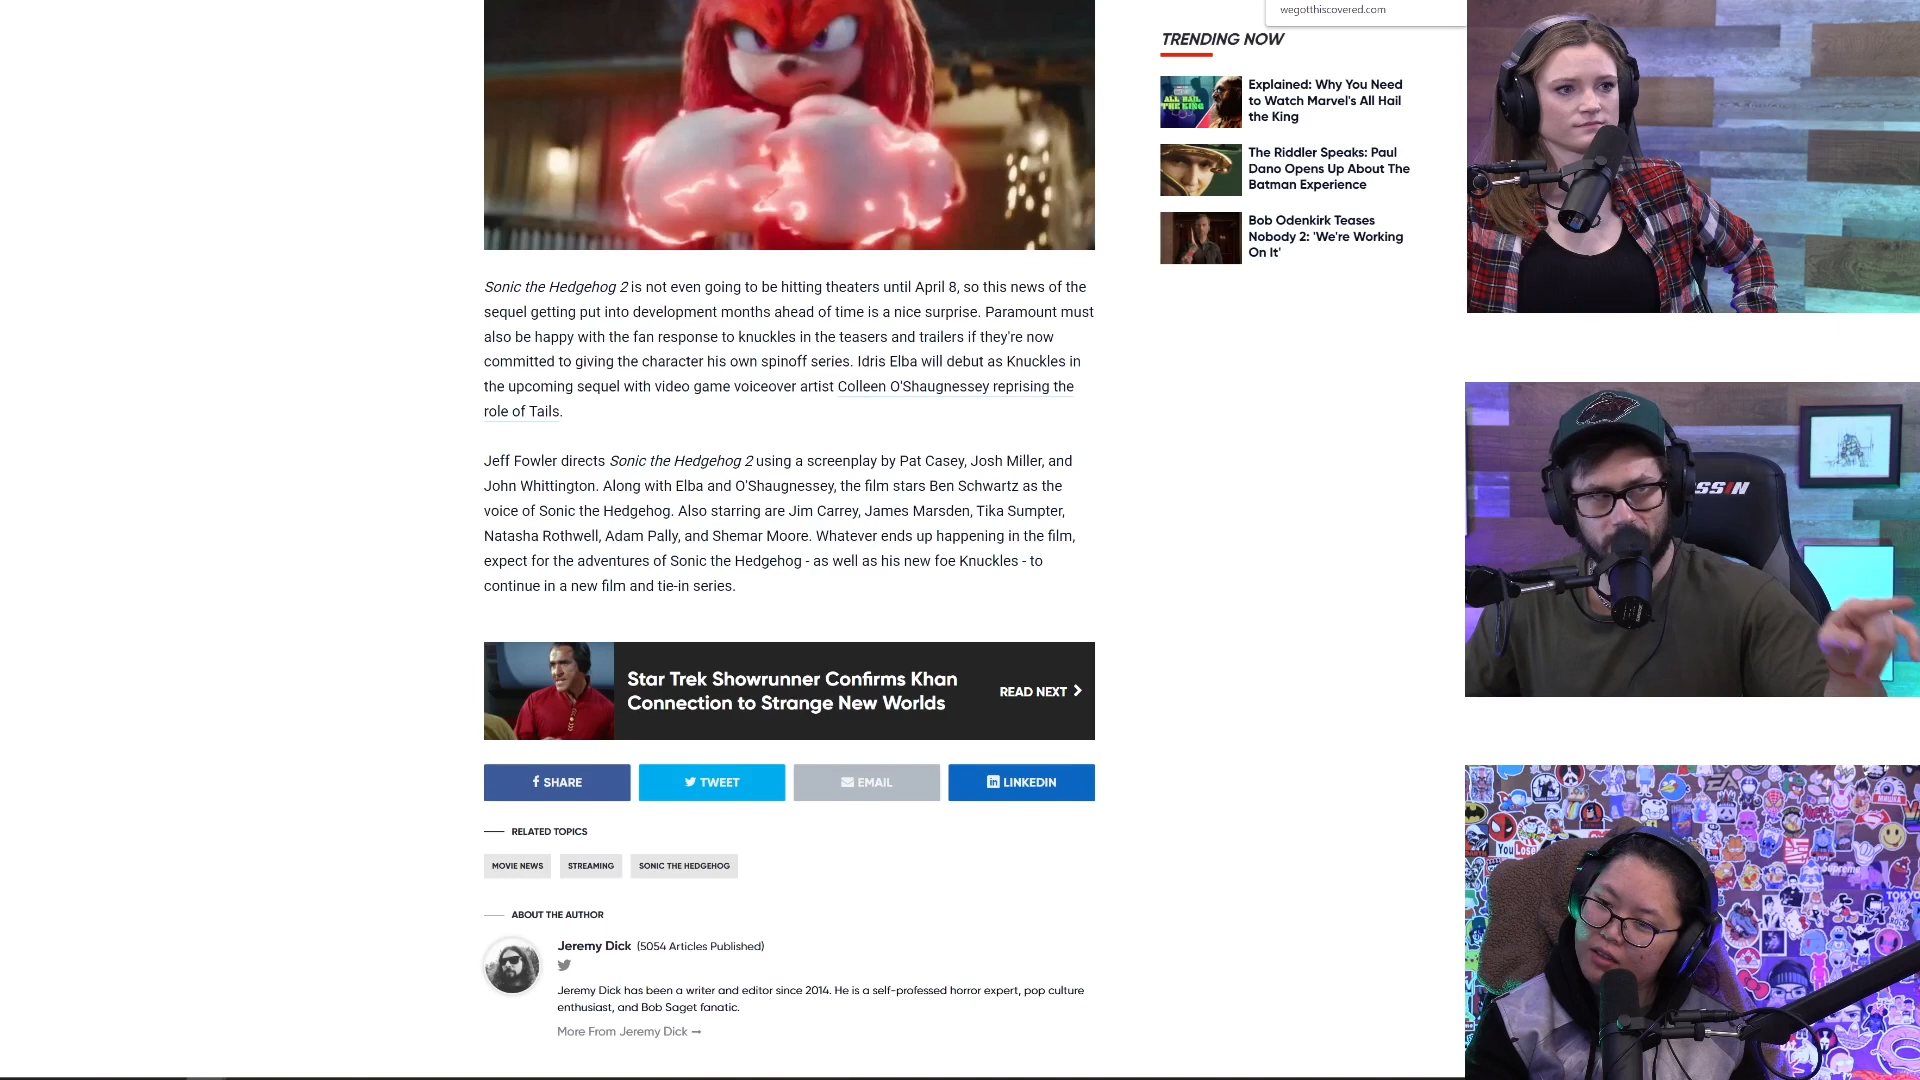 wegotthiscovered.com
TRENDING NOW
Explained: Why You Need
to Watch Marvel's All Hail
the King
ALL HAIL
THE KING
The Riddler Speaks: Paul
Dano Opens Up About The
Batman Experience
Bob Odenkirk Teases
Nobody 2: 'We're Working
On It'
Sonic the Hedgehog 2 is not even going to be hitting theaters until April 8, so this news of the
sequel getting put into development months ahead of time is a nice surprise. Paramount must
also be happy with the fan response to knuckles in the teasers and trailers if they're now
committed to giving the character his own spinoff series. Idris Elba will debut as Knuckles in
the upcoming sequel with video game voiceover artist Colleen O'Shaugnessey reprising the
role of Tails.
Jeff Fowler directs Sonic the Hedgehog 2 using a screenplay by Pat Casey, Josh Miller, and
John Whittington. Along with Elba and O'Shaugnessey, the film stars Ben Schwartz as the
voice of Sonic the Hedgehog. Also starring are Jim Carrey, James Marsden, Tika Sumpter,
Natasha Rothwell, Adam Pally, and Shemar Moore. Whatever ends up happening in the film,
expect for the adventures of Sonic the Hedgehog - as well as his new foe Knuckles - to
continue in a new film and tie-in series.
Star Trek Showrunner Confirms Khan
Connection to Strange New Worlds
READ NEXT
SHARE
TWEET
EMAIL
LINKEDIN
RELATED TOPICS
MOVIE NEWS
STREAMING
SONIC THE HEDGEHOG
ABOUT THE AUTHOR
Jeremy Dick (5054 Articles Published)
Jeremy Dick has been a writer and editor since 2014. He is a self-professed horror expert, pop culture
enthusiast, and Bob Saget fanatic.
More From Jeremy Dick →
SSIN
EA
МИШКА
You Lose
Supreme
TOKYO